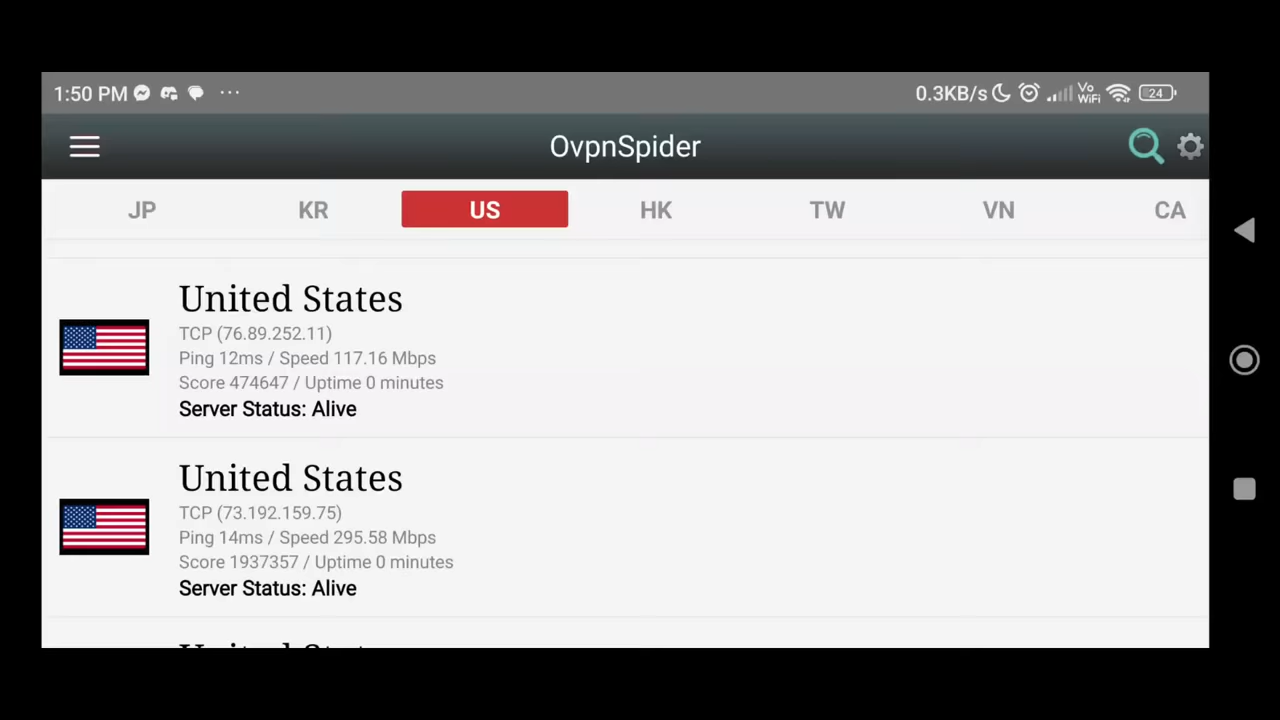 1:50 PM ...
0.3KB/s Vo WiFi 24
OvpnSpider
JP KR US HK TW VN CA
United States
TCP (76.89.252.11)
Ping 12ms / Speed 117.16 Mbps
Score 474647 / Uptime 0 minutes
Server Status: Alive
United States
TCP (73.192.159.75)
Ping 14ms / Speed 295.58 Mbps
Score 1937357 / Uptime 0 minutes
Server Status: Alive